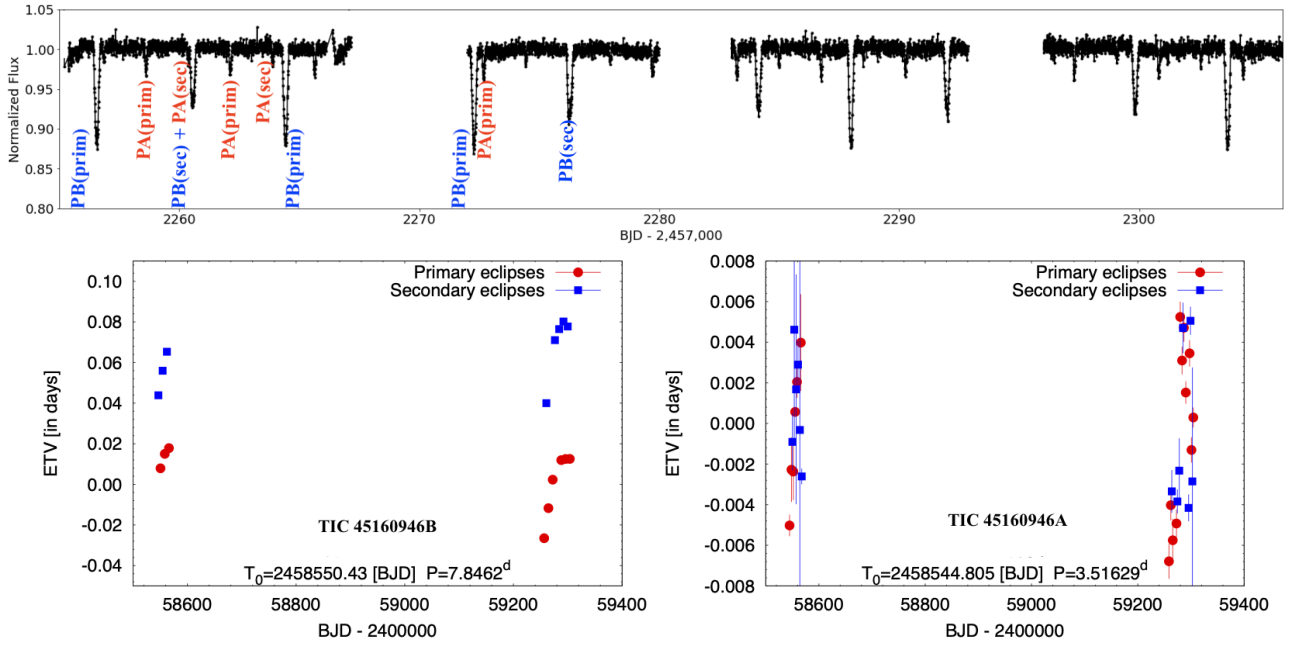 1.05
1.00
0.95
0.90
0.85
0.80
Normalized Flux
PB(prim)
PA(prim)
PB(sec) + PA(sec)
PA(prim)
PA(sec)
PB(prim)
PB(prim)
PA(prim)
PB(sec)
2260 2270 2280 2290 2300
BJD - 2,457,000
Primary eclipses
Secondary eclipses
0.10
0.08
0.06
0.04
0.02
0.00
-0.02
-0.04
ETV [in days]
TIC 45160946B
T0=2458550.43 [BJD] P=7.8462d
58600 58800 59000 59200 59400
BJD - 2400000
Primary eclipses
Secondary eclipses
0.008
0.006
0.004
0.002
0.000
-0.002
-0.004
-0.006
-0.008
ETV [in days]
TIC 45160946A
T0=2458544.805 [BJD] P=3.51629d
58600 58800 59000 59200 59400
BJD - 2400000